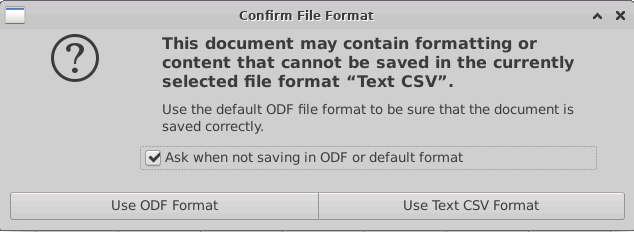 Confirm File Format
This document may contain formatting or
content that cannot be saved in the currently
selected file format “Text CSV”.
Use the default ODF file format to be sure that the document is
saved correctly.
Ask when not saving in ODF or default format
Use ODF Format
Use Text CSV Format